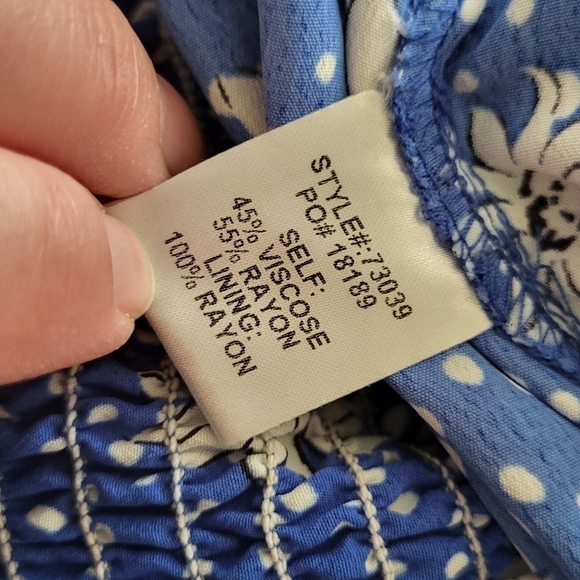 STYLE#:73039
PO# 18189
SELF:
45% VISCOSE
55% RAYON
LINING:
100% RAYON